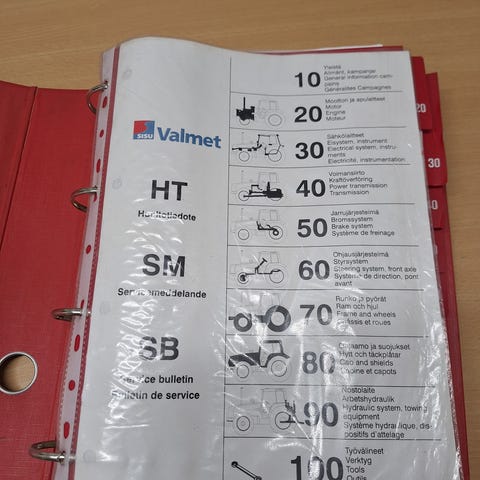 SISU Valmet
HT
Huoltotiedote
SM
Servicemeddelande
SB
Service bulletin
Bulletin de service
10
Yleistä
Allmänt, kampanjer
General information cam-
paing
Généralités Campagnes
20
Moottori ja apulaitteet
Motor
Engine
Moteur
30
Sähkölaitteet
Elsystem, instrument
Electrical system, instru-
ments
Electricité, instrumentation
40
Voimansiirto
Kraftöverföring
Power transmission
Transmission
50
Jarrujärjestelmä
Bromssystem
Brake system
Système de freinage
60
Ohjausjärjestelmä
Styrsystem
Steering system, front axle
Système de direction, pont
avant
70
Runko ja pyörät
Ram och hjul
Frame and wheels
Châssis et roues
80
Ohjaamo ja suojukset
Hytt och täckplåtar
Cab and shields
Cabine et capots
90
Nostolaite
Arbetshydraulik
Hydraulic system, towing
equipment
Système hydraulique, dis-
positifs d'attelage
100
Työvälineet
Verktyg
Tools
Outils
20
30
40